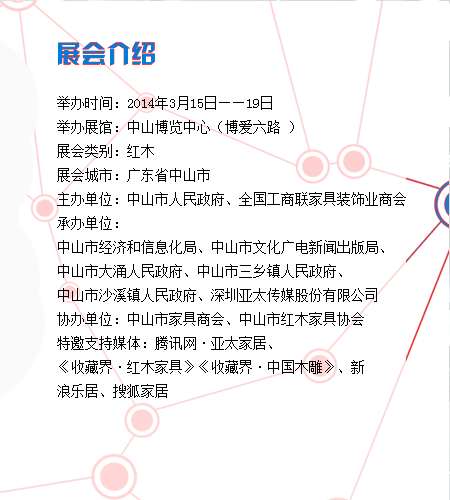 展会介绍
举办时间：2014年3月15日——19日
举办展馆：中山博览中心（博爱六路 ）
展会类别：红木
展会城市：广东省中山市
主办单位：中山市人民政府、全国工商联家具装饰业商会
承办单位：
中山市经济和信息化局、中山市文化广电新闻出版局、
中山市大涌人民政府、中山市三乡镇人民政府、
中山市沙溪镇人民政府、深圳亚太传媒股份有限公司
协办单位：中山市家具商会、中山市红木家具协会
特邀支持媒体：腾讯网·亚太家居、
《收藏界·红木家具》《收藏界·中国木雕》、新
浪乐居、搜狐家居